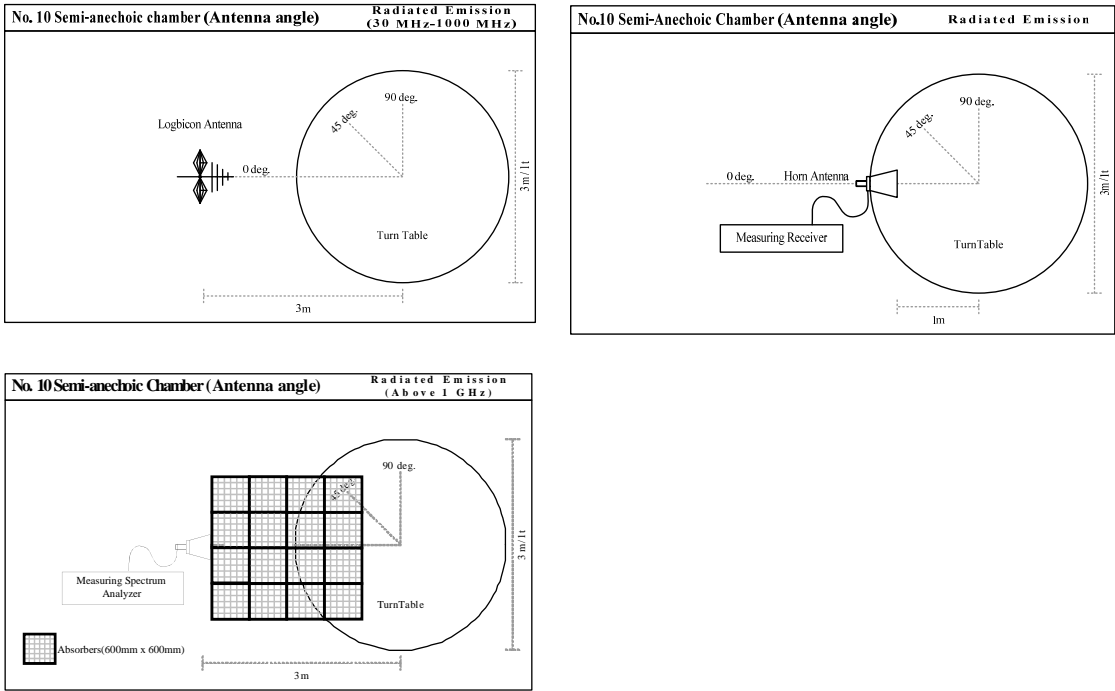 No. 10 Semi-anechoic chamber (Antenna angle)
Radiated Emission
(30 MHz-1000 MHz)
Logbicon Antenna
0 deg.
45 deg.
90 deg.
Turn Table
3m/1t
3m
No.10 Semi-Anechoic Chamber (Antenna angle)
Radiated Emission
0 deg.
Horn Antenna
45 deg.
90 deg.
Measuring Receiver
TurnTable
3m/1t
1m
No. 10 Semi-anechoic Chamber (Antenna angle)
Radiated Emission
(Above 1 GHz)
45 deg.
90 deg.
Measuring Spectrum
Analyzer
TurnTable
3m/1t
Absorbers(600mm x 600mm)
3m